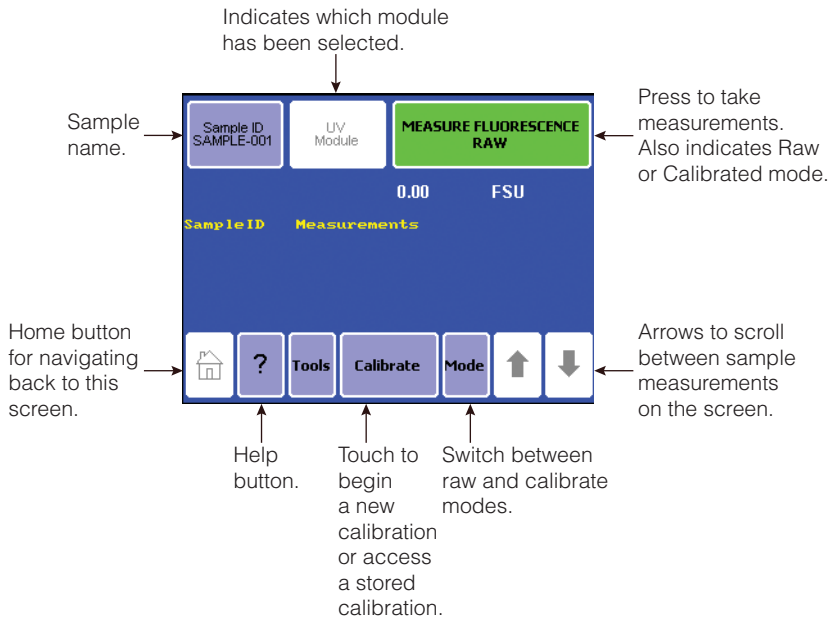 Indicates which module
has been selected.
Sample
name.
Sample ID
SAMPLE-001
UV
Module
MEASURE FLUORESCENCE
RAW
Press to take
measurements.
Also indicates Raw
or Calibrated mode.
0.00 FSU
SampleID Measurements
Home button
for navigating
back to this
screen.
? Tools Calibrate Mode
Arrows to scroll
between sample
measurements
on the screen.
Help
button.
Touch to
begin
a new
calibration
or access
a stored
calibration.
Switch between
raw and calibrate
modes.